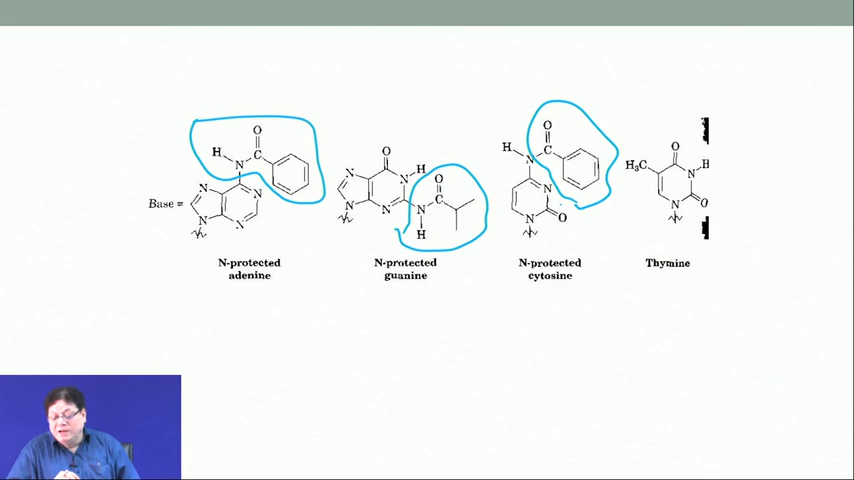 Base =
N-protected
adenine
N-protected
guanine
N-protected
cytosine
Thymine
H
O
N
C
N
N
N
N
O
N
N
H
O
N
N
C
N
H
H
O
N
C
N
N
O
H₃C
O
N
H
N
O